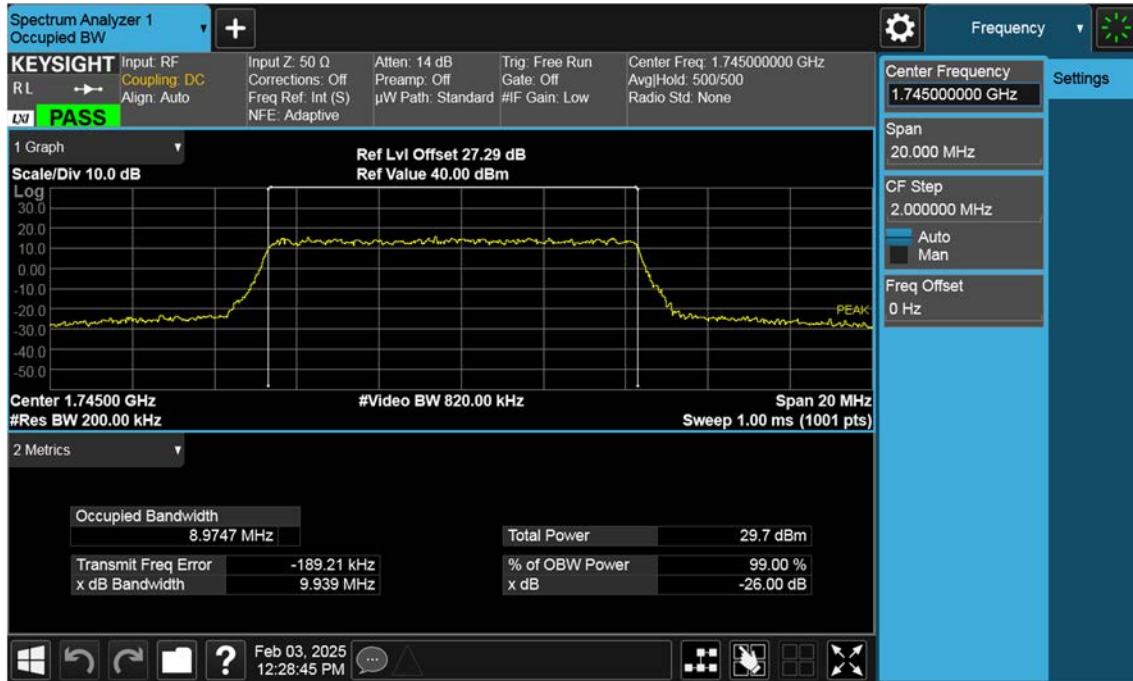 Spectrum Analyzer 1
Occupied BW
+
Frequency
KEYSIGHT
R L
LXI
PASS
Input: RF
Coupling: DC
Align: Auto
Input Z: 50 Ω
Corrections: Off
Freq Ref: Int (S)
NFE: Adaptive
Atten: 14 dB
Preamp: Off
µW Path: Standard
Trig: Free Run
Gate: Off
#IF Gain: Low
Center Freq: 1.745000000 GHz
Avg|Hold: 500/500
Radio Std: None
Center Frequency
1.745000000 GHz
Settings
Span
20.000 MHz
CF Step
2.000000 MHz
Auto
Man
Freq Offset
0 Hz
1 Graph
Scale/Div 10.0 dB
Ref Lvl Offset 27.29 dB
Ref Value 40.00 dBm
Log
30.0
20.0
10.0
0.00
-10.0
-20.0
-30.0
-40.0
-50.0
PEAK
Center 1.74500 GHz
#Res BW 200.00 kHz
#Video BW 820.00 kHz
Span 20 MHz
Sweep 1.00 ms (1001 pts)
2 Metrics
Occupied Bandwidth
8.9747 MHz
Total Power 29.7 dBm
Transmit Freq Error -189.21 kHz
% of OBW Power 99.00 %
x dB Bandwidth 9.939 MHz
x dB -26.00 dB
?
Feb 03, 2025
12:28:45 PM